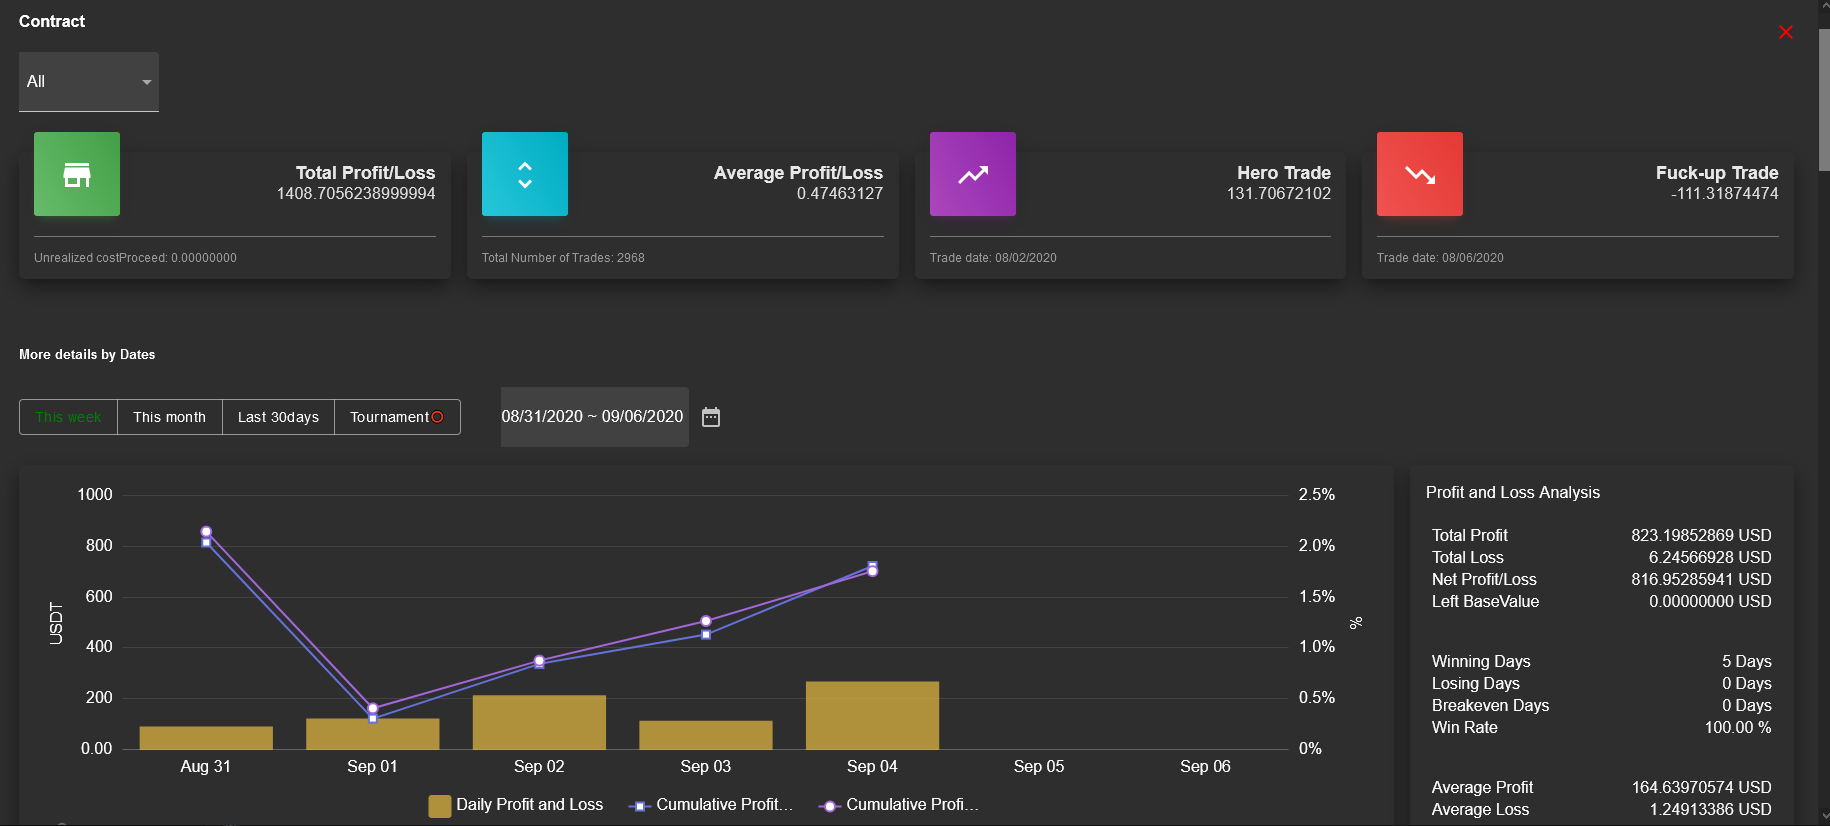 Contract
All
Total Profit/Loss
1408.7056238999994
Unrealized costProceed: 0.00000000
Average Profit/Loss
0.47463127
Total Number of Trades: 2968
Hero Trade
131.70672102
Trade date: 08/02/2020
Fuck-up Trade
-111.31874474
Trade date: 08/06/2020
More details by Dates
This week
This month
Last 30days
Tournament
08/31/2020 ~ 09/06/2020
USDT
1000
800
600
400
200
0.00
2.5%
2.0%
1.5%
1.0%
0.5%
0%
%
Aug 31
Sep 01
Sep 02
Sep 03
Sep 04
Sep 05
Sep 06
Daily Profit and Loss
Cumulative Profit...
Cumulative Profi...
Profit and Loss Analysis
Total Profit 823.19852869 USD
Total Loss 6.24566928 USD
Net Profit/Loss 816.95285941 USD
Left BaseValue 0.00000000 USD
Winning Days 5 Days
Losing Days 0 Days
Breakeven Days 0 Days
Win Rate 100.00 %
Average Profit 164.63970574 USD
Average Loss 1.24913386 USD